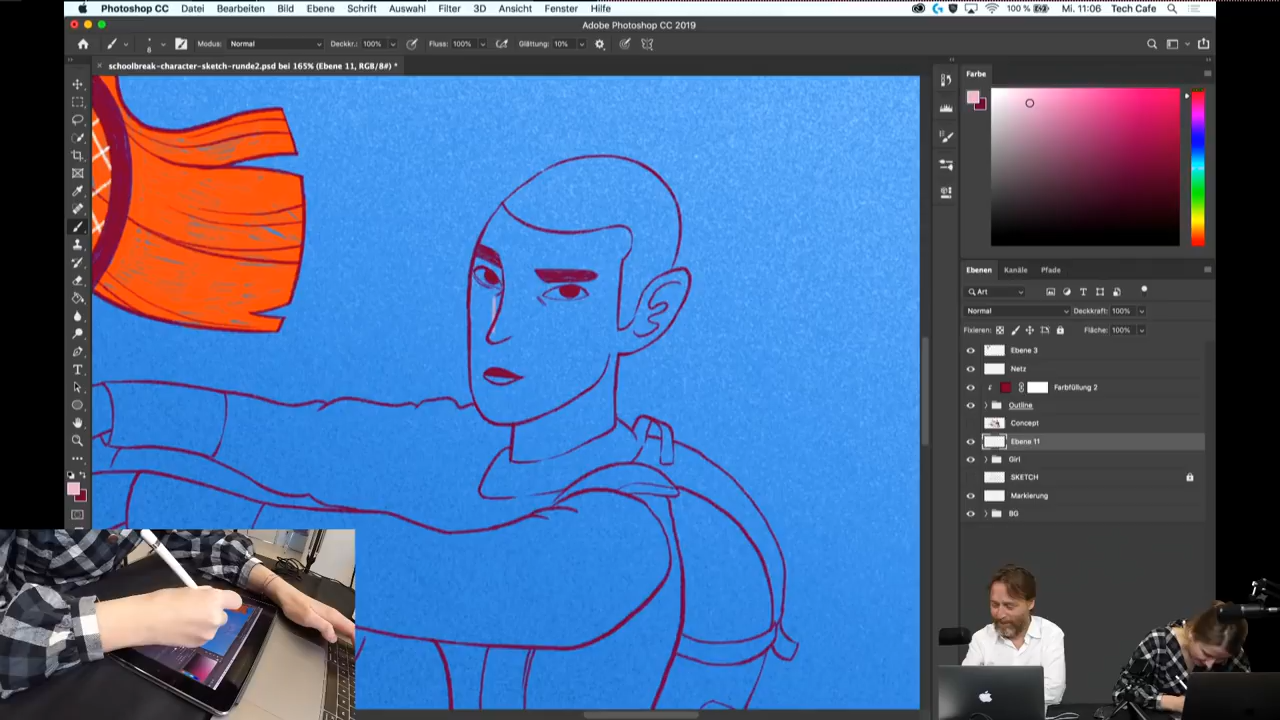 Photoshop CC Datei Bearbeiten Bild Ebene Schrift Auswahl Filter 3D Ansicht Fenster Hilfe 100 % Mi. 11:06 Tech Cafe
Adobe Photoshop CC 2019
8 Modus: Normal Deckkr.: 100% Fluss: 100% Glättung: 10%
× schoolbreak-character-sketch-runde2.psd bei 165% (Ebene 11, RGB/8#) *
Farbe
Ebenen Kanäle Pfade
Art
Normal Deckkraft: 100%
Fixieren: Fläche: 100%
Ebene 3
Netz
Farbfüllung 2
Outline
Concept
Ebene 11
Girl
SKETCH
Markierung
BG